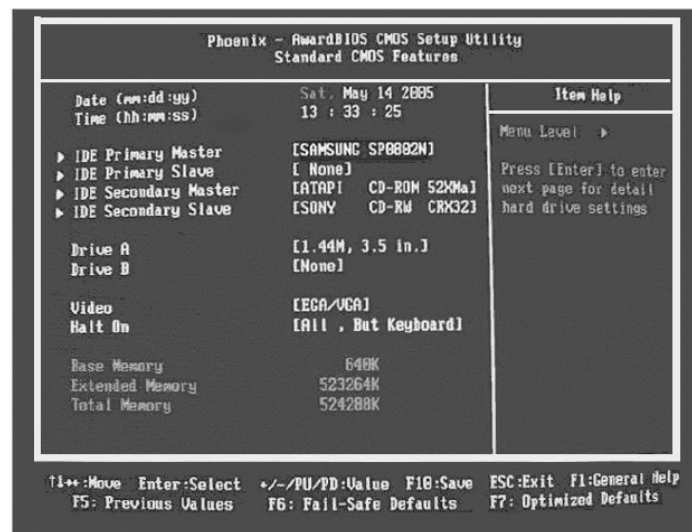 Phoenix - AwardBIOS CMOS Setup Utility
Standard CMOS Features
Date (mm:dd:yy) Sat, May 14 2005
Time (hh:mm:ss) 13 : 33 : 25
IDE Primary Master [SAMSUNG SP0802N]
IDE Primary Slave [ None]
IDE Secondary Master [ATAPI CD-ROM 52XMa]
IDE Secondary Slave [SONY CD-RW CRX32]
Drive A [1.44M, 3.5 in.]
Drive B [None]
Video [EGA/VGA]
Halt On [All , But Keyboard]
Base Memory 640K
Extended Memory 523264K
Total Memory 524288K
Item Help
Menu Level
Press [Enter] to enter
next page for detail
hard drive settings
↑↓→←:Move Enter:Select +/-/PU/PD:Value F10:Save ESC:Exit F1:General Help
F5: Previous Values F6: Fail-Safe Defaults F7: Optimized Defaults